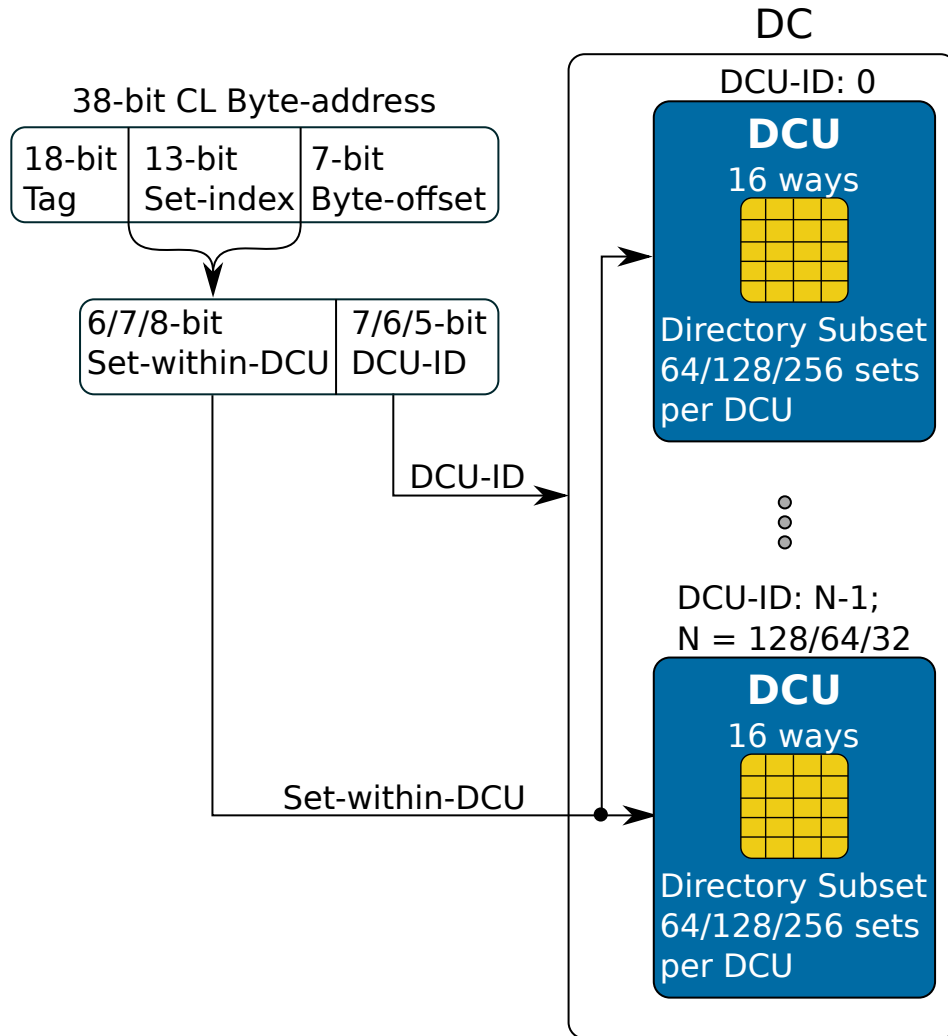 DC
38-bit CL Byte-address
18-bit
Tag
13-bit
Set-index
7-bit
Byte-offset
6/7/8-bit
Set-within-DCU
7/6/5-bit
DCU-ID
DCU-ID
Set-within-DCU
DCU-ID: 0
DCU
16 ways
Directory Subset
64/128/256 sets
per DCU
DCU-ID: N-1;
N = 128/64/32
DCU
16 ways
Directory Subset
64/128/256 sets
per DCU